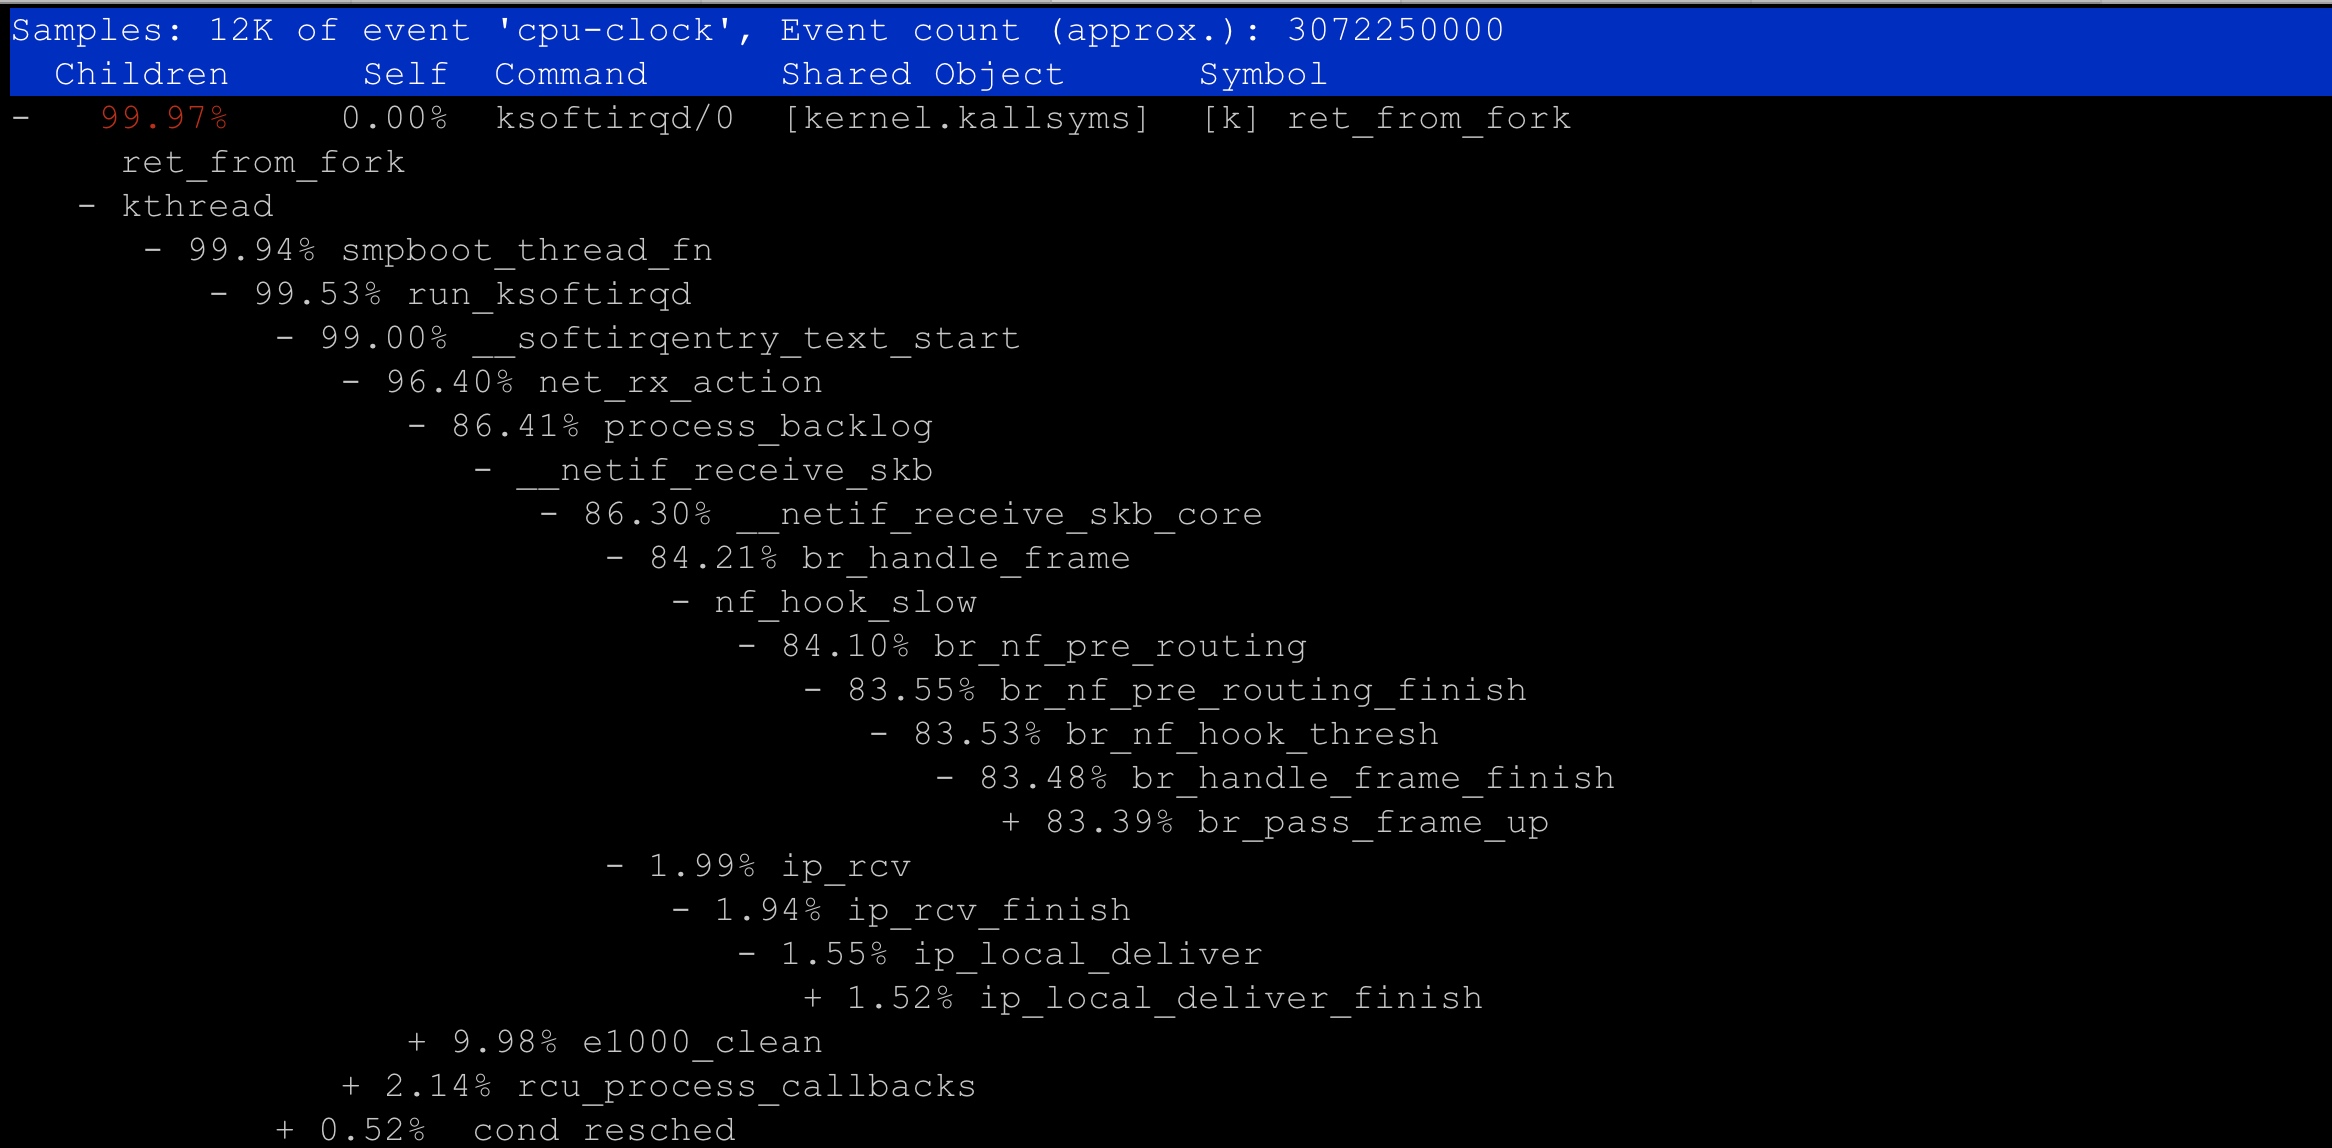 Samples: 12K of event 'cpu-clock', Event count (approx.): 3072250000
Children Self Command Shared Object Symbol
- 99.97% 0.00% ksoftirqd/0 [kernel.kallsyms] [k] ret_from_fork
ret_from_fork
- kthread
- 99.94% smpboot_thread_fn
- 99.53% run_ksoftirqd
- 99.00% __softirqentry_text_start
- 96.40% net_rx_action
- 86.41% process_backlog
- __netif_receive_skb
- 86.30% __netif_receive_skb_core
- 84.21% br_handle_frame
- nf_hook_slow
- 84.10% br_nf_pre_routing
- 83.55% br_nf_pre_routing_finish
- 83.53% br_nf_hook_thresh
- 83.48% br_handle_frame_finish
+ 83.39% br_pass_frame_up
- 1.99% ip_rcv
- 1.94% ip_rcv_finish
- 1.55% ip_local_deliver
+ 1.52% ip_local_deliver_finish
+ 9.98% e1000_clean
+ 2.14% rcu_process_callbacks
+ 0.52% cond resched